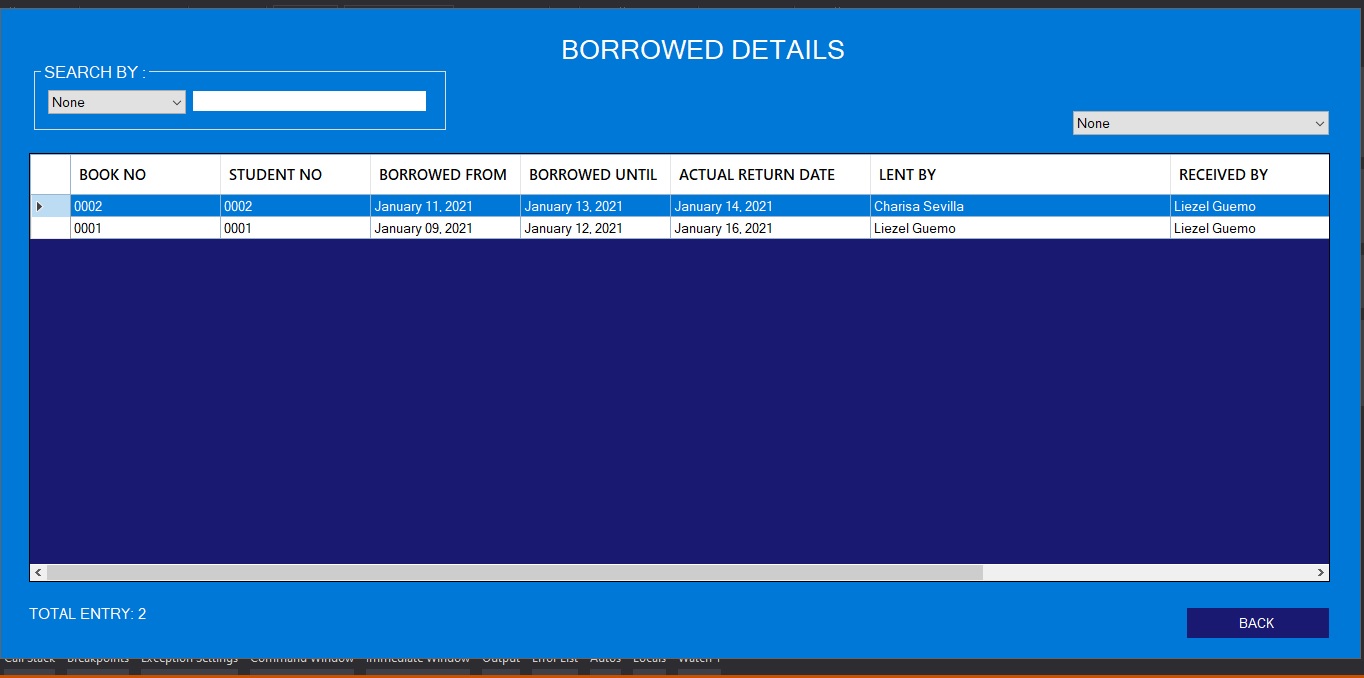 BORROWED DETAILS
SEARCH BY :
None
None
BOOK NO STUDENT NO BORROWED FROM BORROWED UNTIL ACTUAL RETURN DATE LENT BY RECEIVED BY
0002 0002 January 11, 2021 January 13, 2021 January 14, 2021 Charisa Sevilla Liezel Guemo
0001 0001 January 09, 2021 January 12, 2021 January 16, 2021 Liezel Guemo Liezel Guemo
TOTAL ENTRY: 2
BACK
Call Stack Breakpoints Exception Settings Command Window Immediate Window Output Error List Autos Locals Watch 1